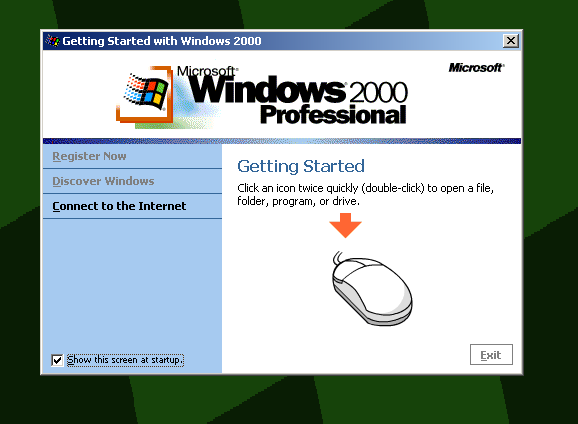 Getting Started with Windows 2000
Microsoft®
Windows® 2000
Professional
Microsoft®
Register Now
Discover Windows
Connect to the Internet
Getting Started
Click an icon twice quickly (double-click) to open a file,
folder, program, or drive.
Show this screen at startup.
Exit